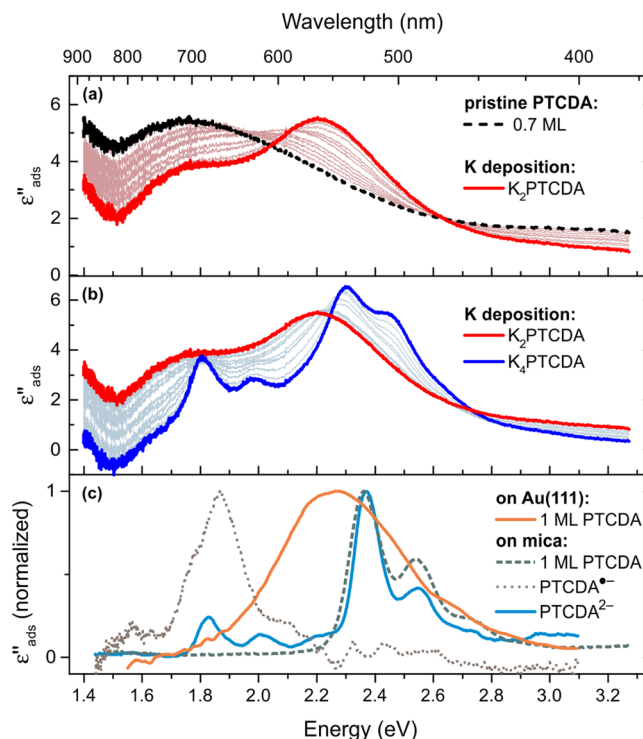 Wavelength (nm)
900 800 700 600 500 400
(a)
pristine PTCDA:
0.7 ML
K deposition:
K₂PTCDA
ε''ads
6
4
2
0
(b)
K deposition:
K₂PTCDA
K₄PTCDA
ε''ads
6
4
2
0
(c)
on Au(111):
1 ML PTCDA
on mica:
1 ML PTCDA
PTCDA•−
PTCDA²⁻
ε''ads (normalized)
1
0
1.4 1.6 1.8 2.0 2.2 2.4 2.6 2.8 3.0 3.2
Energy (eV)